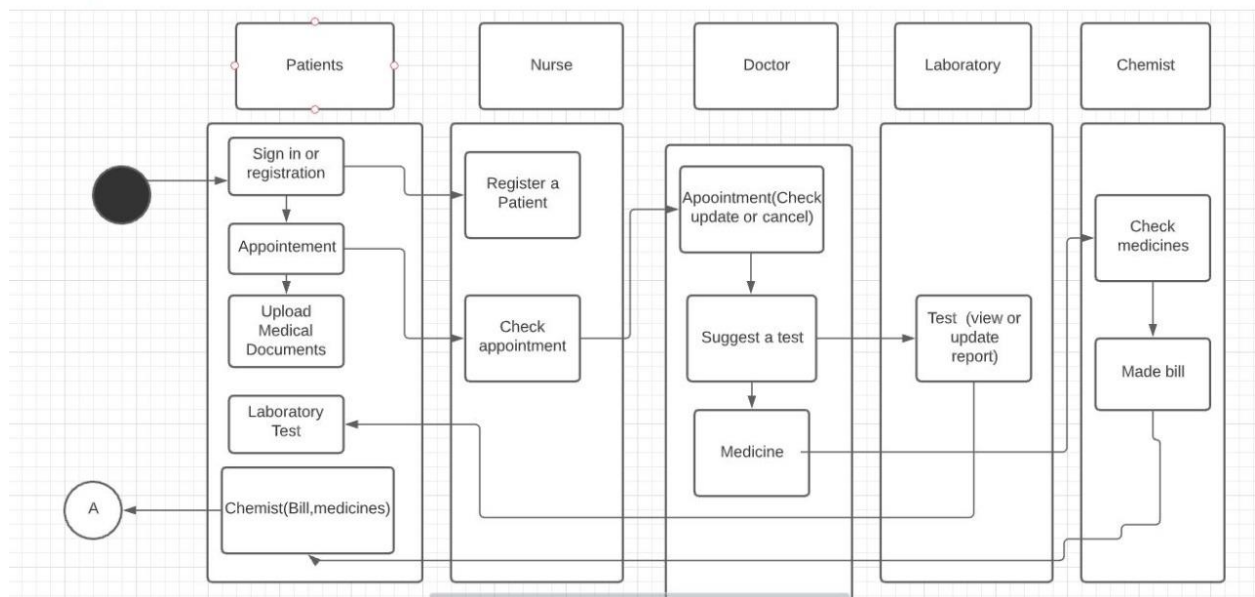 Patients
Nurse
Doctor
Laboratory
Chemist
Sign in or
registration
Appointement
Upload
Medical
Documents
Laboratory
Test
Chemist(Bill,medicines)
A
Register a
Patient
Check
appointment
Apoointment(Check
update or cancel)
Suggest a test
Medicine
Test (view or
update
report)
Check
medicines
Made bill